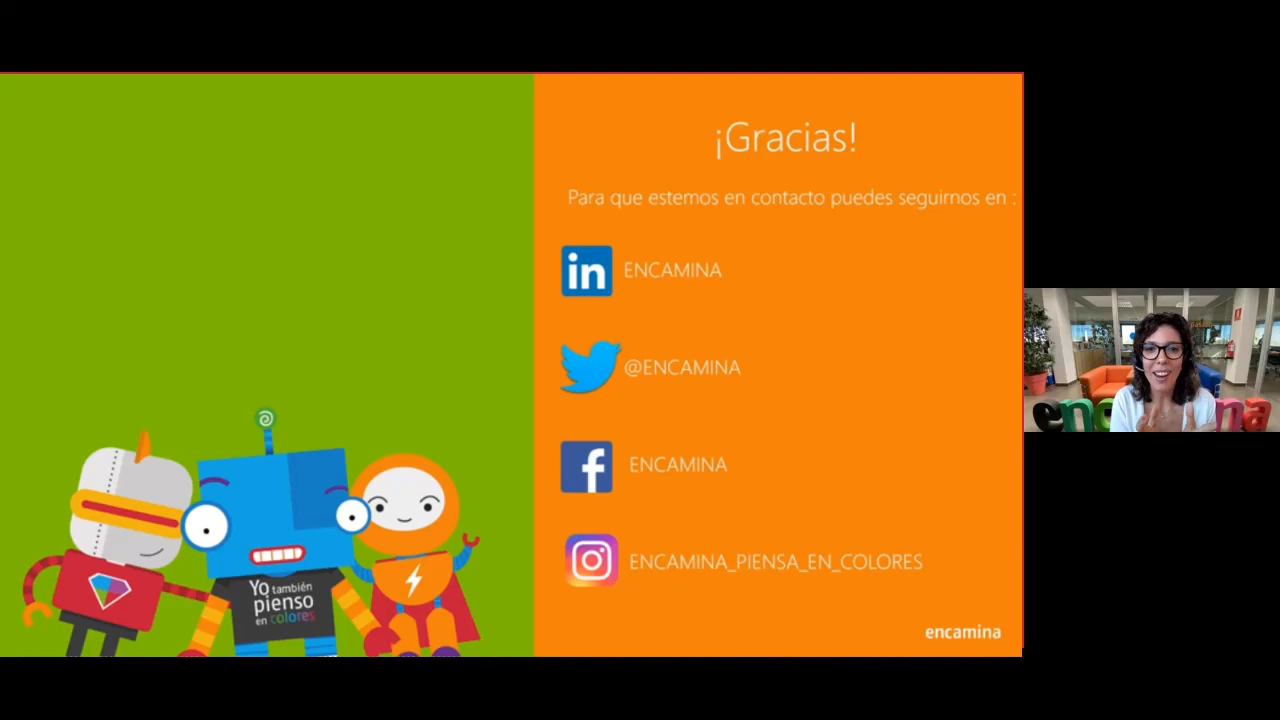 ¡Gracias!
Para que estemos en contacto puedes seguirnos en :
in ENCAMINA
@ENCAMINA
f ENCAMINA
ENCAMINA_PIENSA_EN_COLORES
Yo también
pienso
en colores
encamina